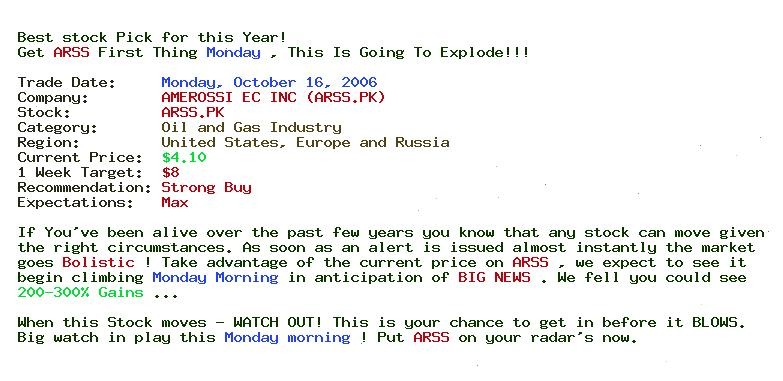 Best stock Pick for this Year!
Get ARSS First Thing Monday , This Is Going To Explode!!!
Trade Date: Monday, October 16, 2006
Company: AMEROSSI EC INC (ARSS.PK)
Stock: ARSS.PK
Category: Oil and Gas Industry
Region: United States, Europe and Russia
Current Price: $4.10
1 Week Target: $8
Recommendation: Strong Buy
Expectations: Max
If You've been alive over the past few years you know that any stock can move given
the right circumstances. As soon as an alert is issued almost instantly the market
goes Bolistic ! Take advantage of the current price on ARSS , we expect to see it
begin climbing Monday Morning in anticipation of BIG NEWS . We fell you could see
200-300% Gains ...
When this Stock moves - WATCH OUT! This is your chance to get in before it BLOWS.
Big watch in play this Monday morning ! Put ARSS on your radar's now.